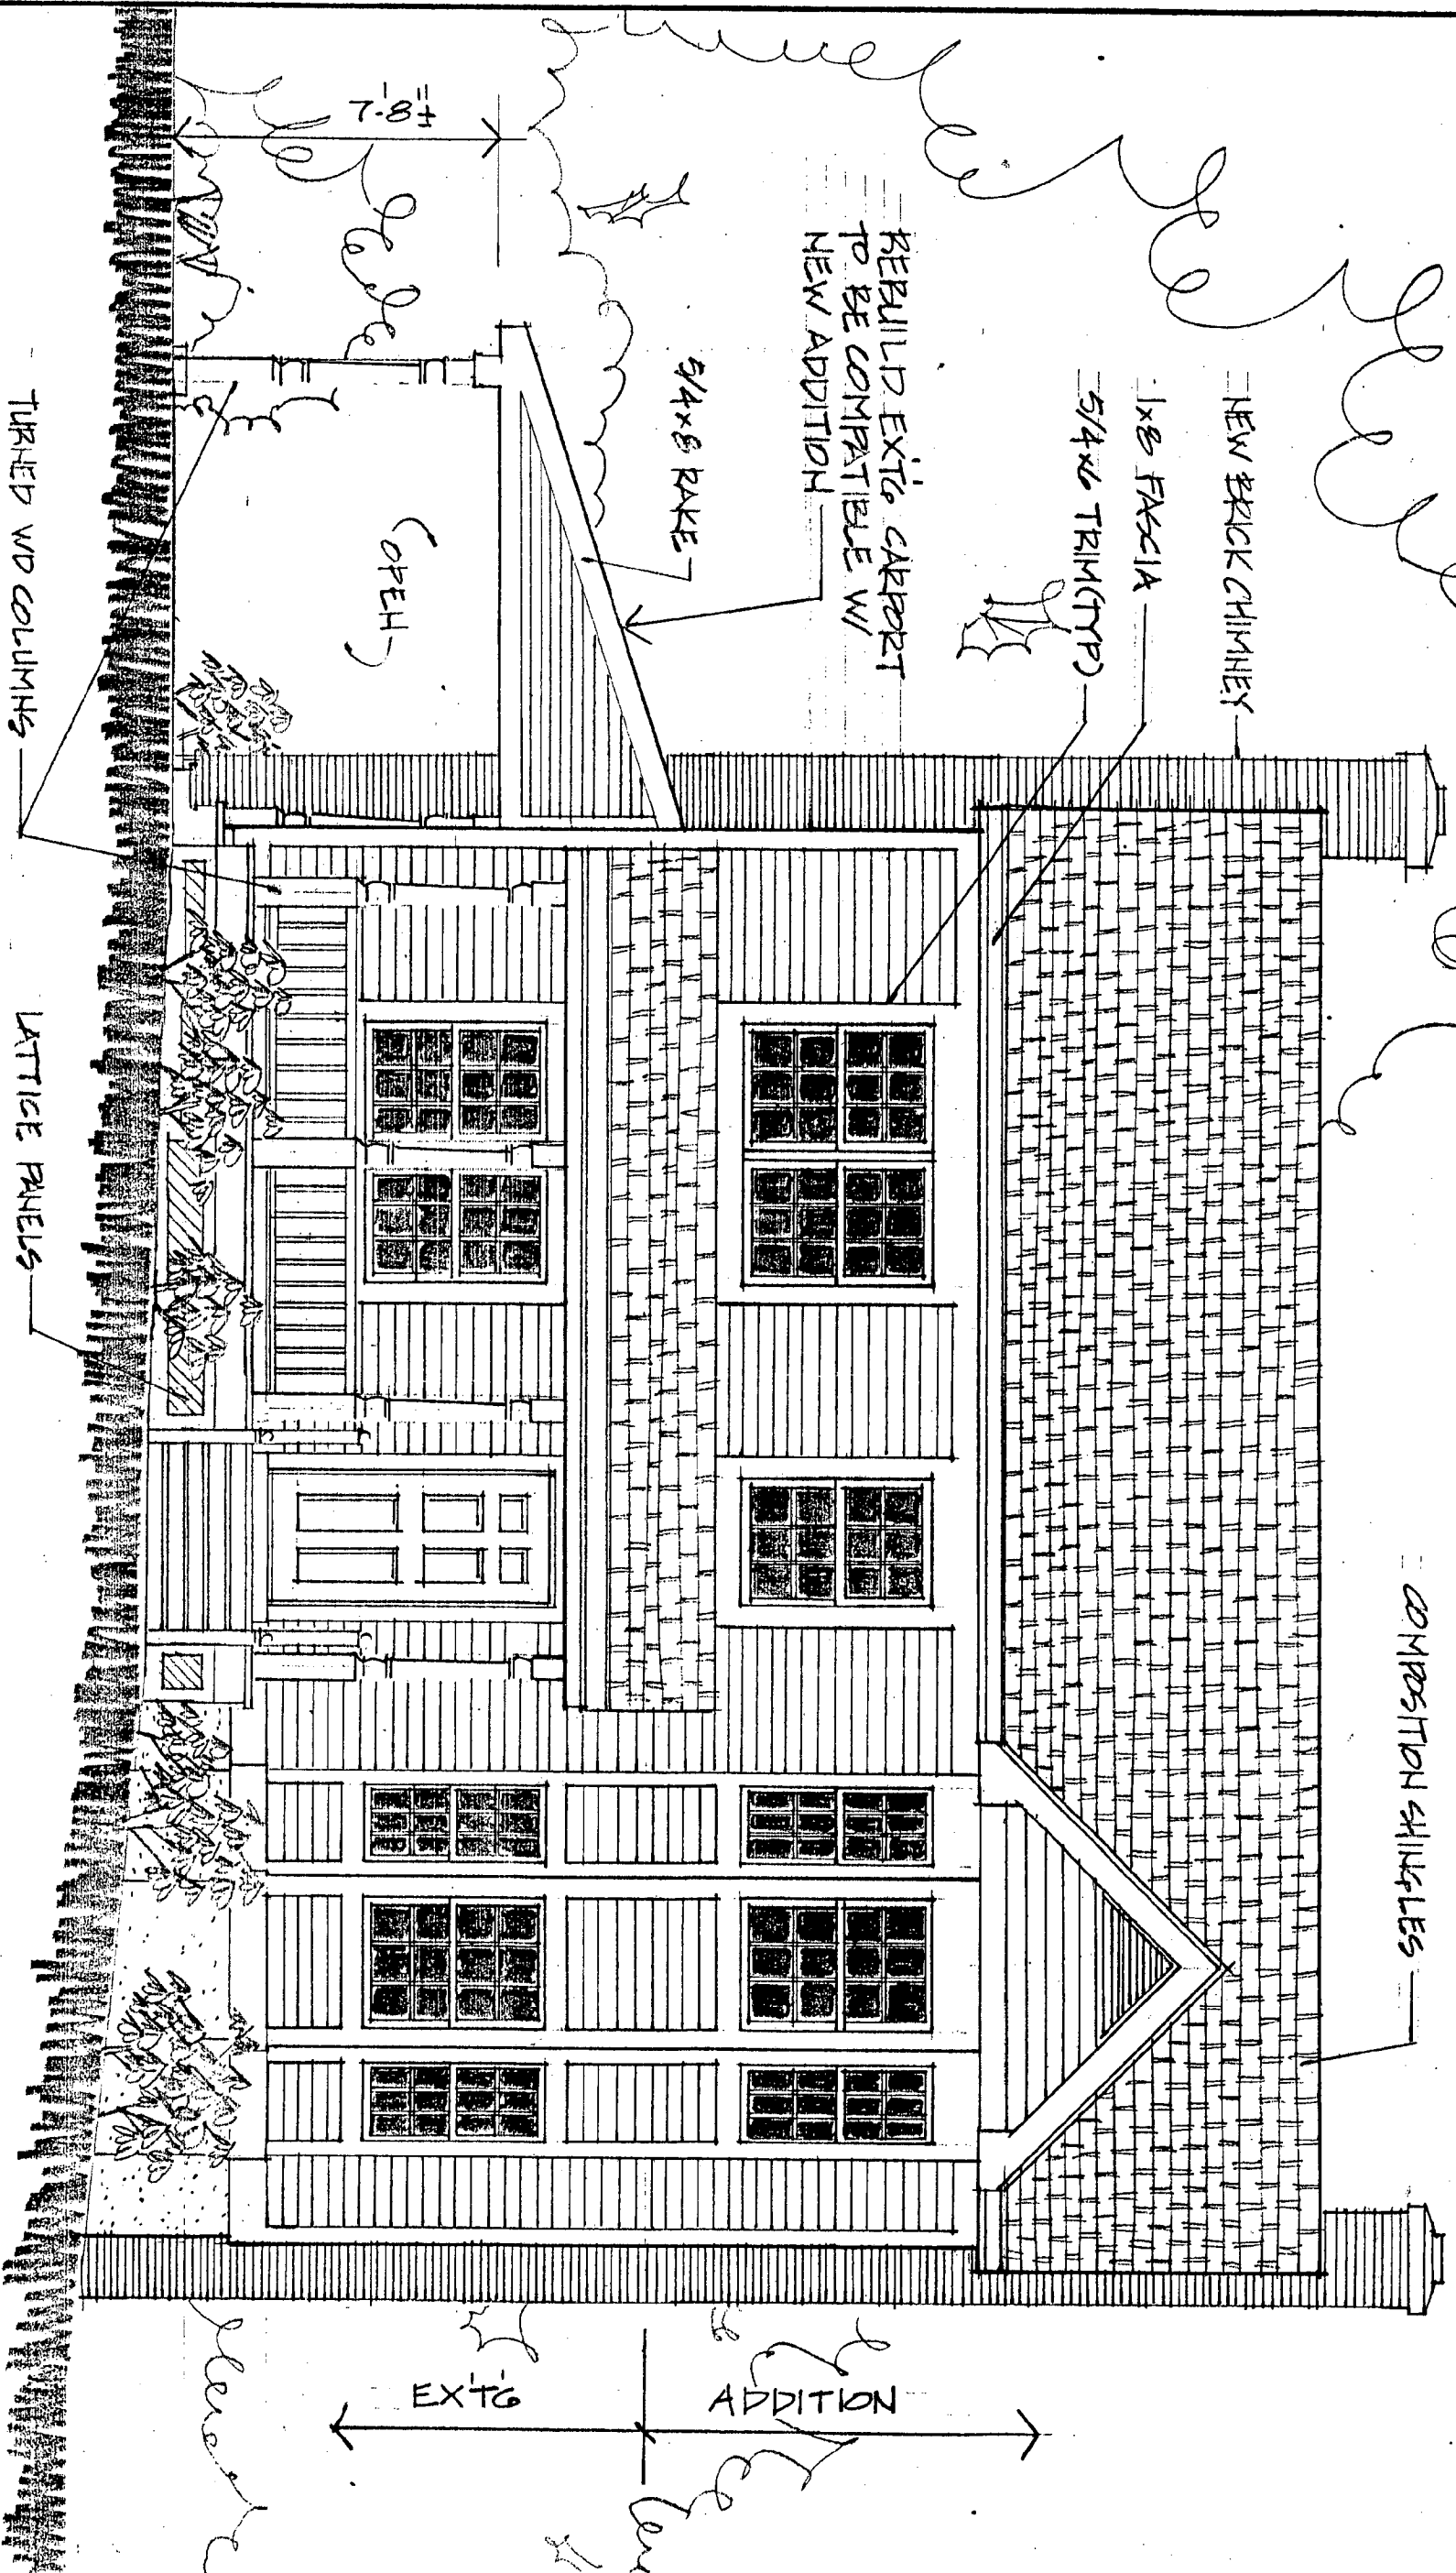 COMPOSITION SHINGLES
NEW BRICK CHIMNEY
1x8 FASCIA
5/4x6 TRIM (TYP)
REBUILD EXT'G CARPORT
TO BE COMPATIBLE W/
NEW ADDITION
5/4x8 RAKE
ADDITION
EXT'G
7'-8"±
OPEN
TURNED WD COLUMNS
LATTICE PANELS